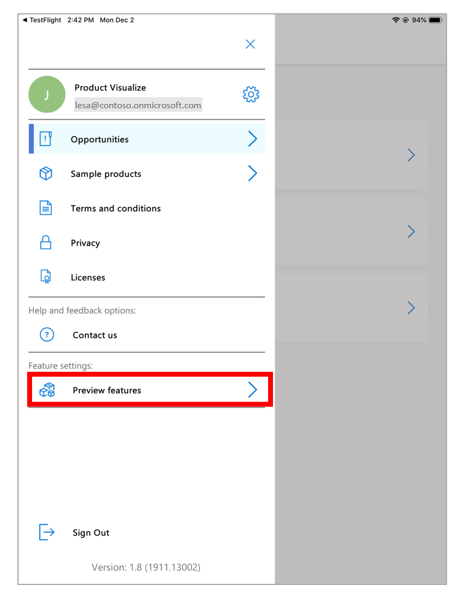 ◀ TestFlight 2:42 PM Mon Dec 2 94%
Product Visualize
J
lesa@contoso.onmicrosoft.com
Opportunities
Sample products
Terms and conditions
Privacy
Licenses
Help and feedback options:
? Contact us
Feature settings:
Preview features
Sign Out
Version: 1.8 (1911.13002)